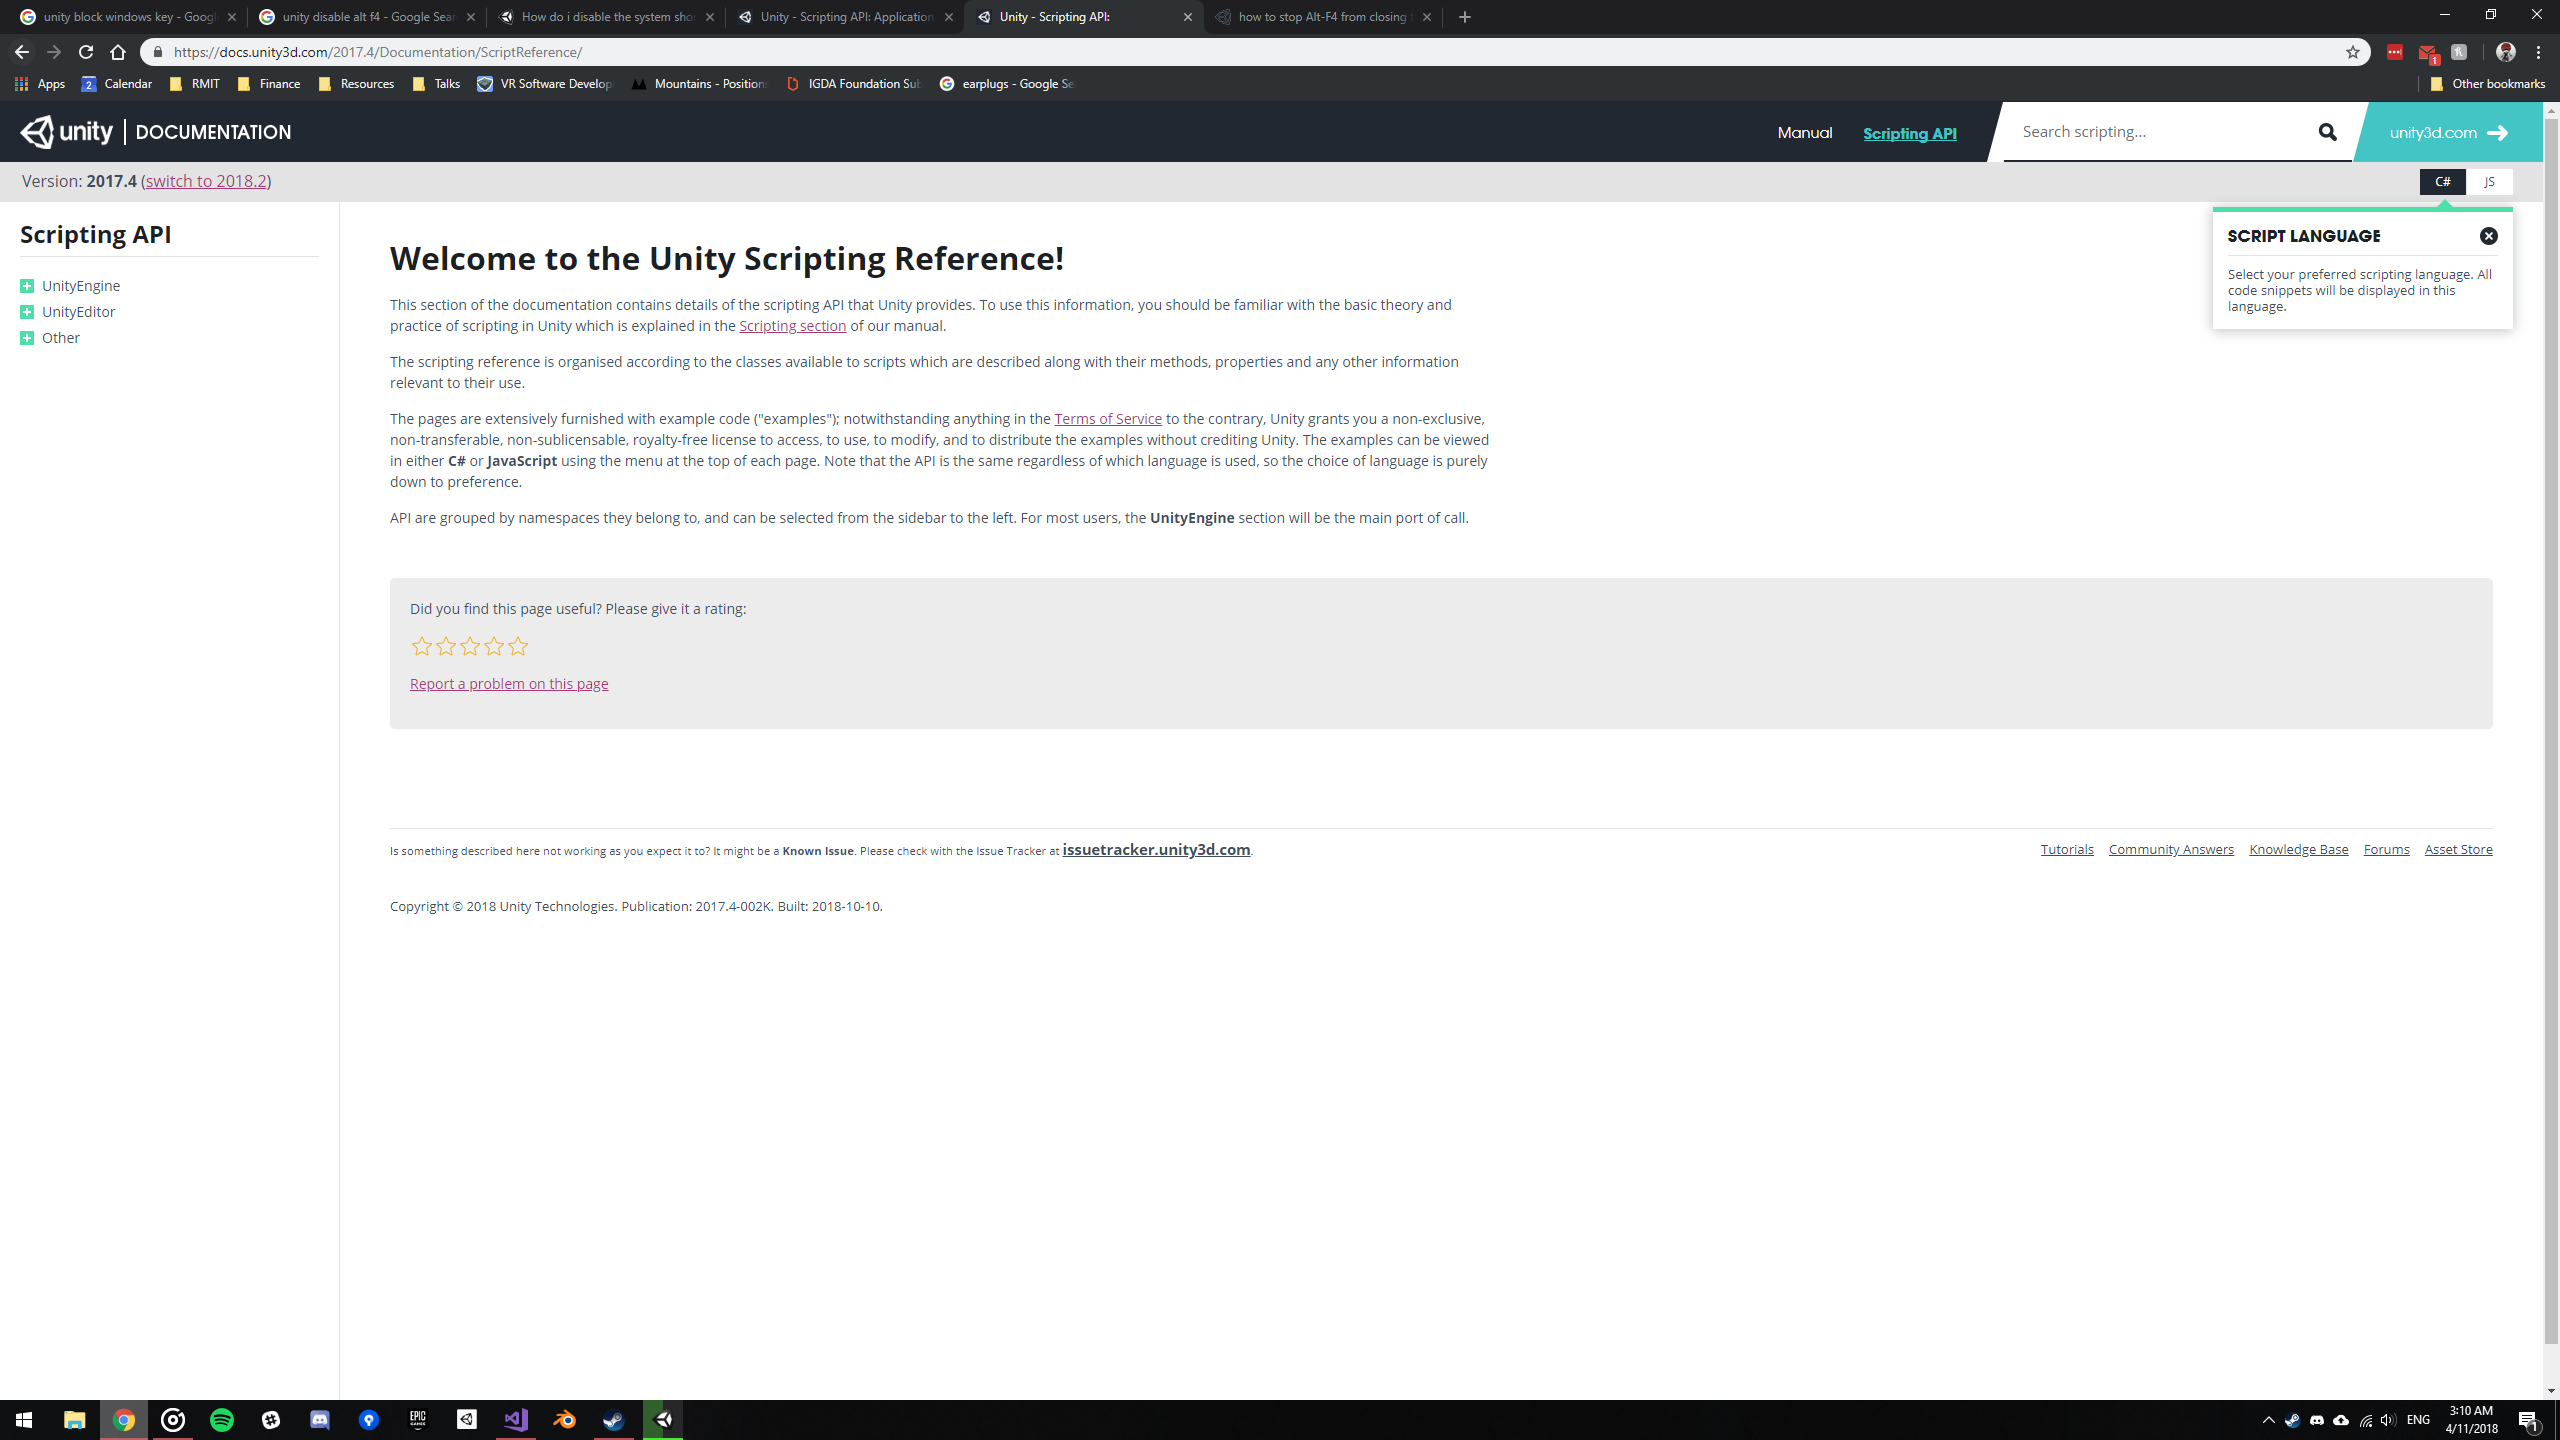 unity block windows key - Goog
unity disable alt f4 - Google Sear
How do i disable the system sho
Unity - Scripting API: Application
Unity - Scripting API:
how to stop Alt-F4 from closing
https://docs.unity3d.com/2017.4/Documentation/ScriptReference/
1
Apps
2
Calendar
RMIT
Finance
Resources
Talks
VR Software Develop
Mountains - Positions
IGDA Foundation Sub
earplugs - Google Se
Other bookmarks
unity
DOCUMENTATION
Manual
Scripting API
Search scripting...
unity3d.com
Version: 2017.4 (switch to 2018.2)
C#
JS
Scripting API
UnityEngine
UnityEditor
Other
Welcome to the Unity Scripting Reference!
This section of the documentation contains details of the scripting API that Unity provides. To use this information, you should be familiar with the basic theory and
practice of scripting in Unity which is explained in the Scripting section of our manual.
The scripting reference is organised according to the classes available to scripts which are described along with their methods, properties and any other information
relevant to their use.
The pages are extensively furnished with example code ("examples"); notwithstanding anything in the Terms of Service to the contrary, Unity grants you a non-exclusive,
non-transferable, non-sublicensable, royalty-free license to access, to use, to modify, and to distribute the examples without crediting Unity. The examples can be viewed
in either C# or JavaScript using the menu at the top of each page. Note that the API is the same regardless of which language is used, so the choice of language is purely
down to preference.
API are grouped by namespaces they belong to, and can be selected from the sidebar to the left. For most users, the UnityEngine section will be the main port of call.
SCRIPT LANGUAGE
Select your preferred scripting language. All
code snippets will be displayed in this
language.
Did you find this page useful? Please give it a rating:
Report a problem on this page
Is something described here not working as you expect it to? It might be a Known Issue. Please check with the Issue Tracker at issuetracker.unity3d.com.
Tutorials
Community Answers
Knowledge Base
Forums
Asset Store
Copyright © 2018 Unity Technologies. Publication: 2017.4-002K. Built: 2018-10-10.
EPIC
GAMES
ENG
3:10 AM
4/11/2018
1